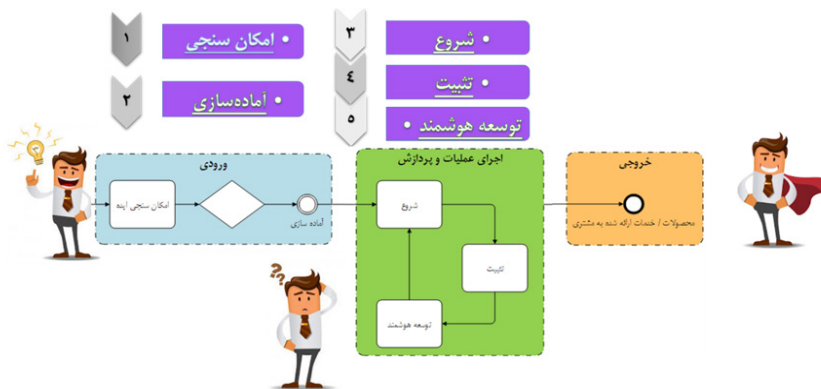 ۱
امکان سنجی
۲
آماده‌سازی
۳
شروع
۴
تثبیت
۵
توسعه هوشمند
ورودی
امکان سنجی ایده
آماده سازی
اجرای عملیات و پردازش
شروع
تثبیت
توسعه هوشمند
خروجی
محصولات / خدمات ارائه شده به مشتری
???